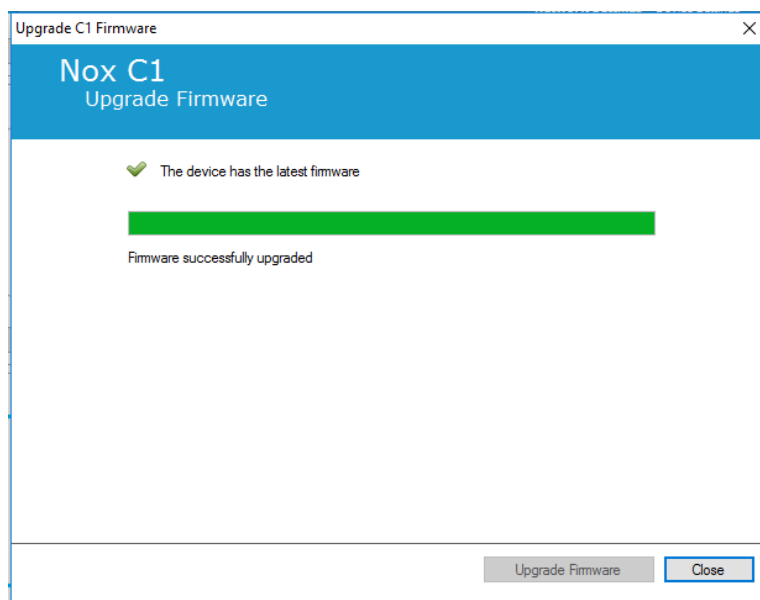 Upgrade C1 Firmware
Nox C1
Upgrade Firmware
The device has the latest firmware
Firmware successfully upgraded
Upgrade Firmware
Close